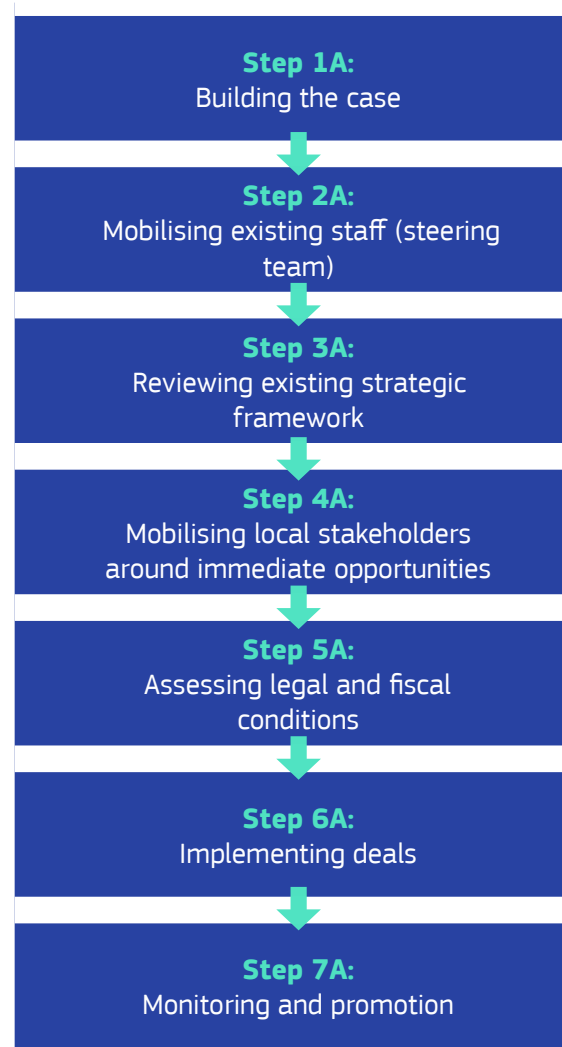 Step 1A:
Building the case
Step 2A:
Mobilising existing staff (steering
team)
Step 3A:
Reviewing existing strategic
framework
Step 4A:
Mobilising local stakeholders
around immediate opportunities
Step 5A:
Assessing legal and fiscal
conditions
Step 6A:
Implementing deals
Step 7A:
Monitoring and promotion